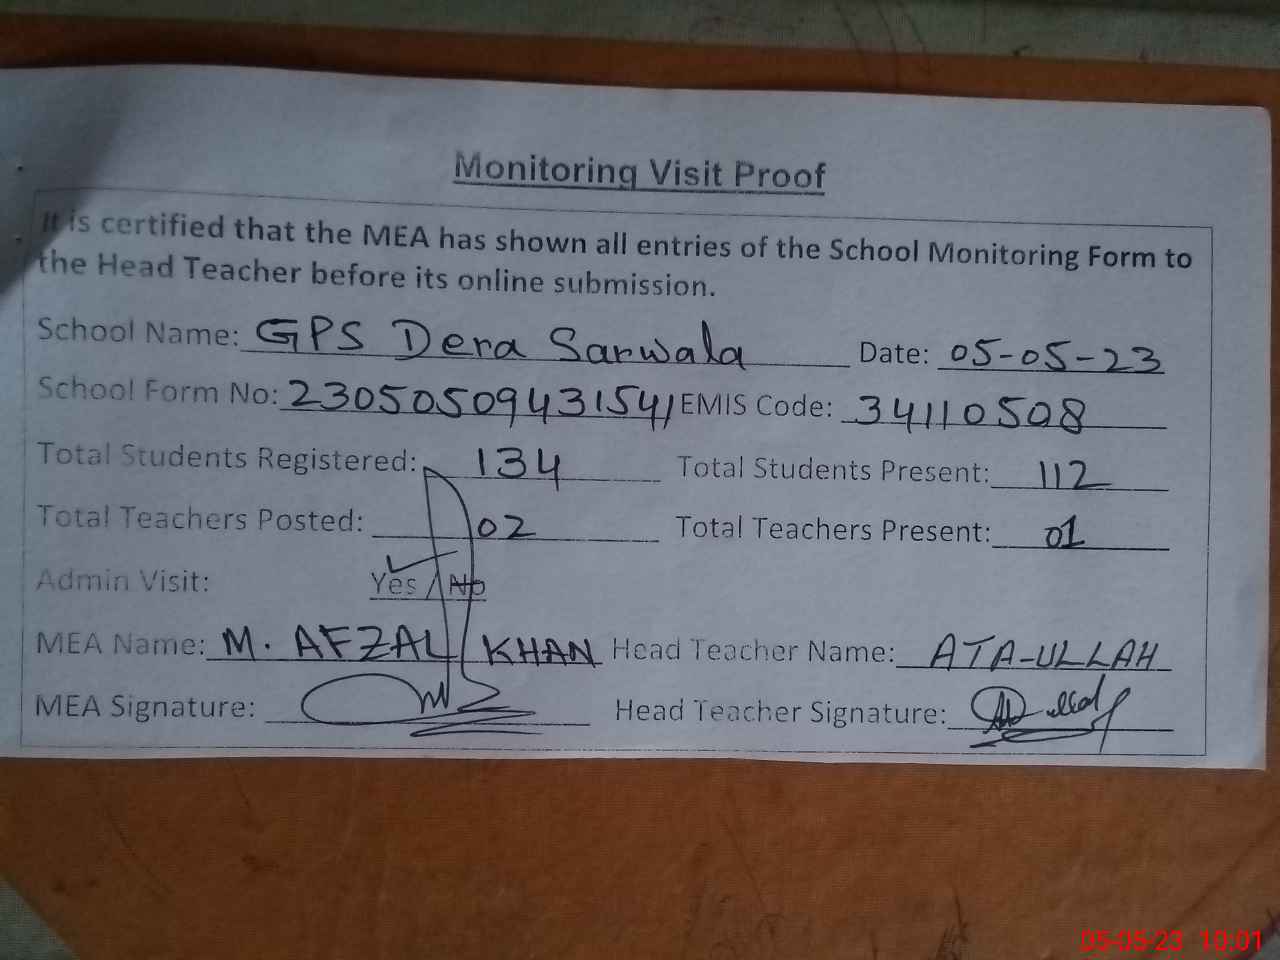 Monitoring Visit Proof
It is certified that the MEA has shown all entries of the School Monitoring Form to
the Head Teacher before its online submission.
School Name: GPS Dera Sarwala Date: 05-05-23
School Form No: 23050509431541 EMIS Code: 34110508
Total Students Registered: 134 Total Students Present: 112
Total Teachers Posted: 02 Total Teachers Present: 01
Admin Visit: Yes / No
MEA Name: M. AFZAL KHAN Head Teacher Name: ATA-ULLAH
MEA Signature: Head Teacher Signature:
05-05-23 10:01